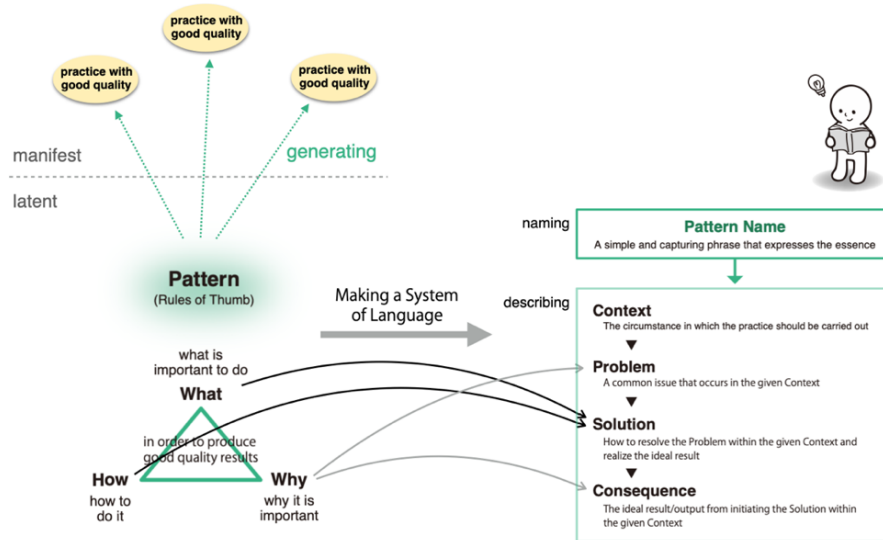 practice with
good quality
practice with
good quality
practice with
good quality
manifest
generating
latent
Pattern
(Rules of Thumb)
Making a System
of Language
what is
important to do
What
in order to produce
good quality results
How
how to
do it
Why
why it is
important
naming
Pattern Name
A simple and capturing phrase that expresses the essence
describing
Context
The circumstance in which the practice should be carried out
Problem
A common issue that occurs in the given Context
Solution
How to resolve the Problem within the given Context and
realize the ideal result
Consequence
The ideal result/output from initiating the Solution within
the given Context